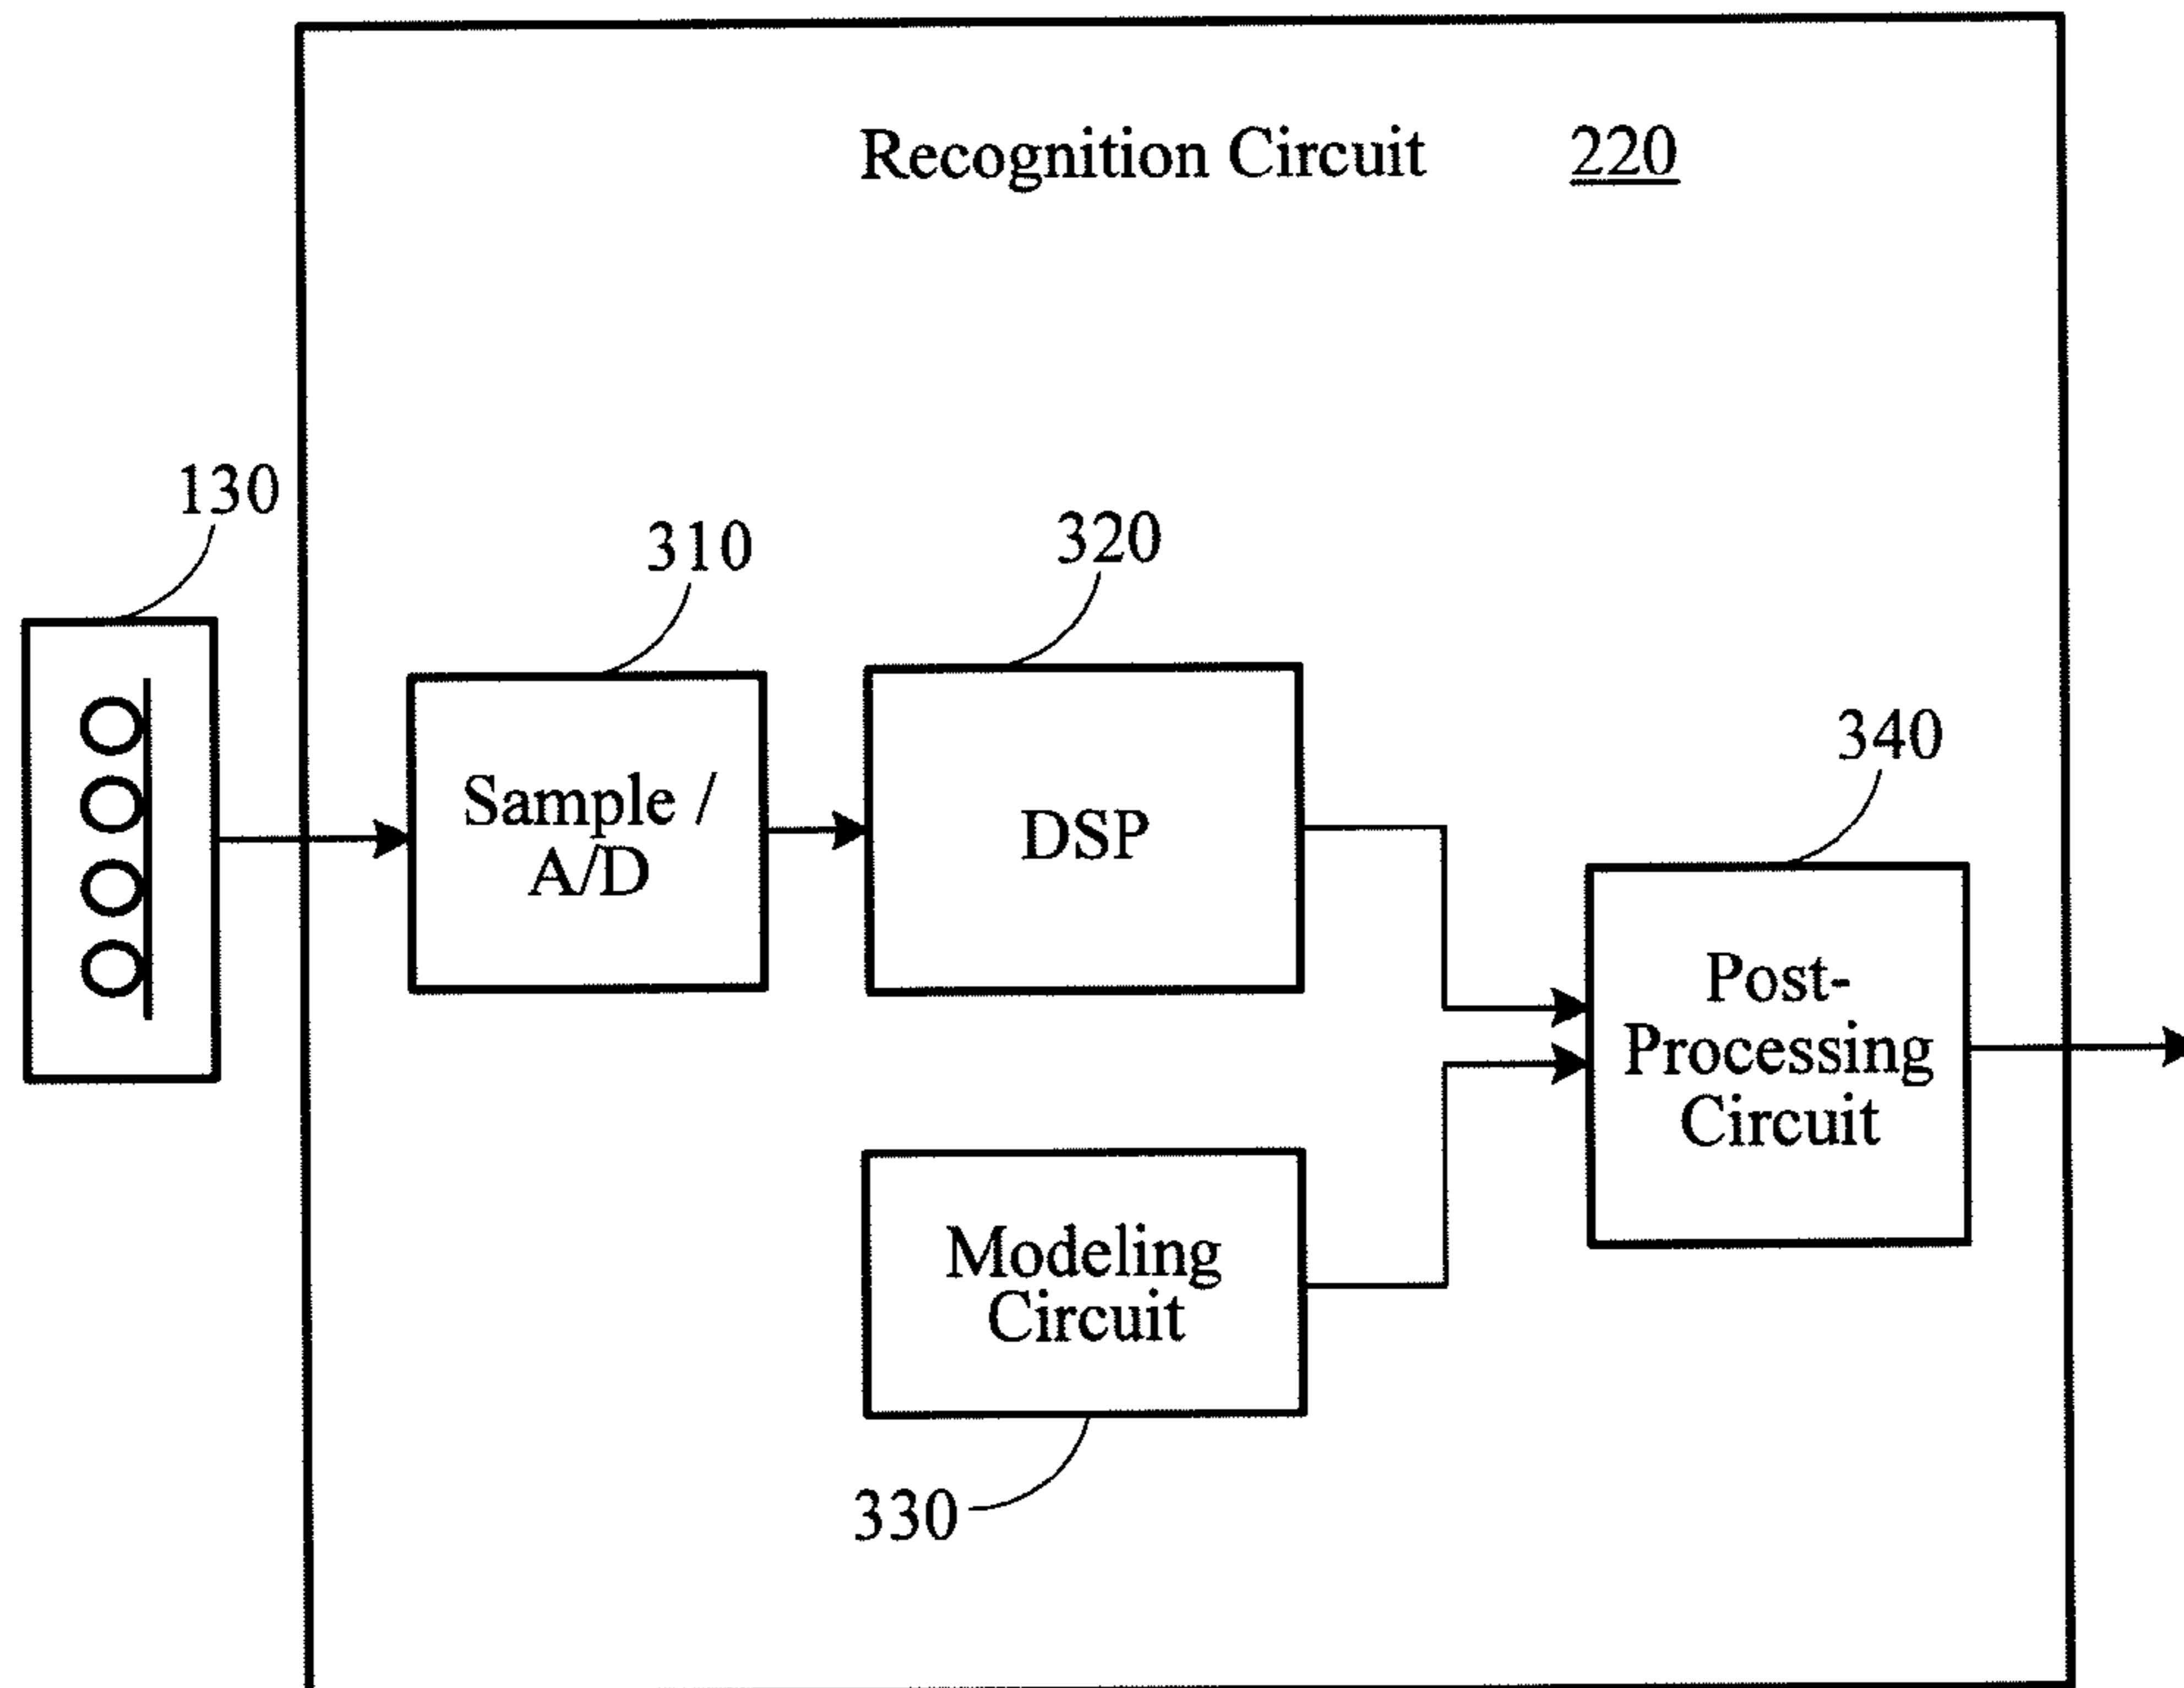 Recognition Circuit 220
130
310
320
340
Sample /
A/D
DSP
Post-
Processing
Circuit
Modeling
Circuit
330